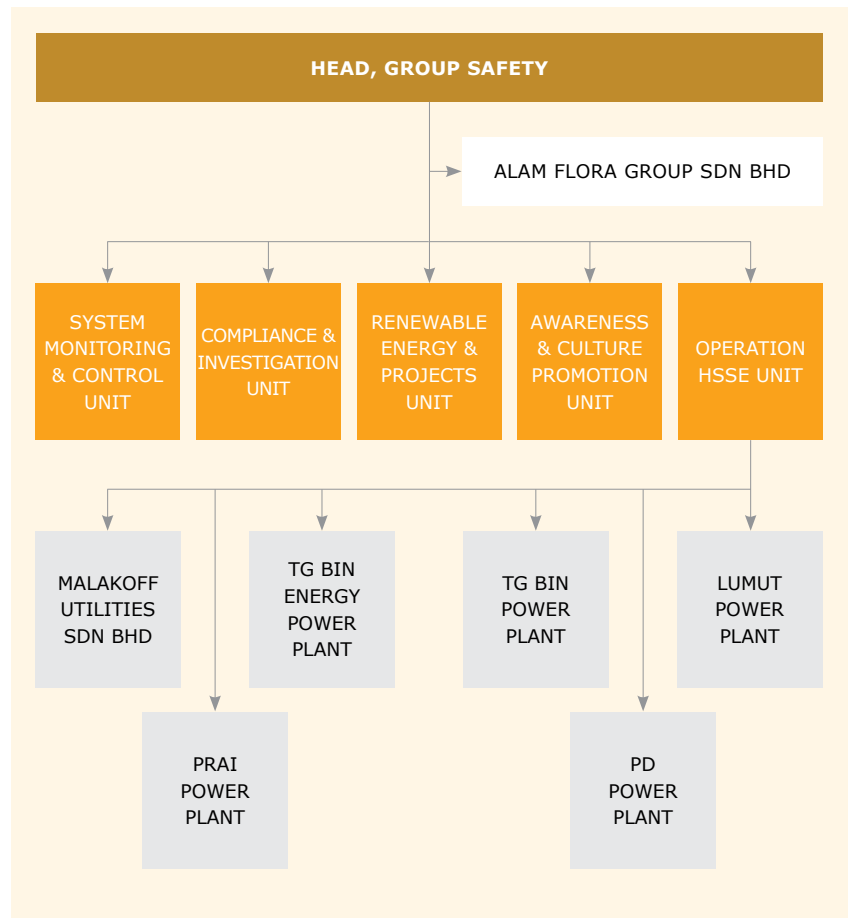 HEAD, GROUP SAFETY
ALAM FLORA GROUP SDN BHD
SYSTEM
MONITORING
& CONTROL
UNIT
COMPLIANCE &
INVESTIGATION
UNIT
RENEWABLE
ENERGY &
PROJECTS
UNIT
AWARENESS
& CULTURE
PROMOTION
UNIT
OPERATION
HSSE UNIT
MALAKOFF
UTILITIES
SDN BHD
TG BIN
ENERGY
POWER
PLANT
TG BIN
POWER
PLANT
LUMUT
POWER
PLANT
PRAI
POWER
PLANT
PD
POWER
PLANT